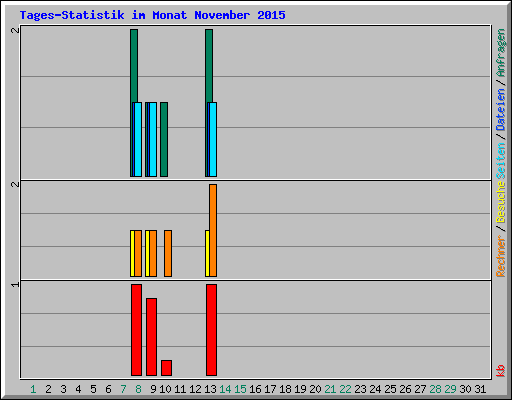 Tages-Statistik im Monat November 2015
2
2
1
Rechner / Besuche Seiten / Dateien / Anfragen
kb
1 2 3 4 5 6 7 8 9 10 11 12 13 14 15 16 17 18 19 20 21 22 23 24 25 26 27 28 29 30 31